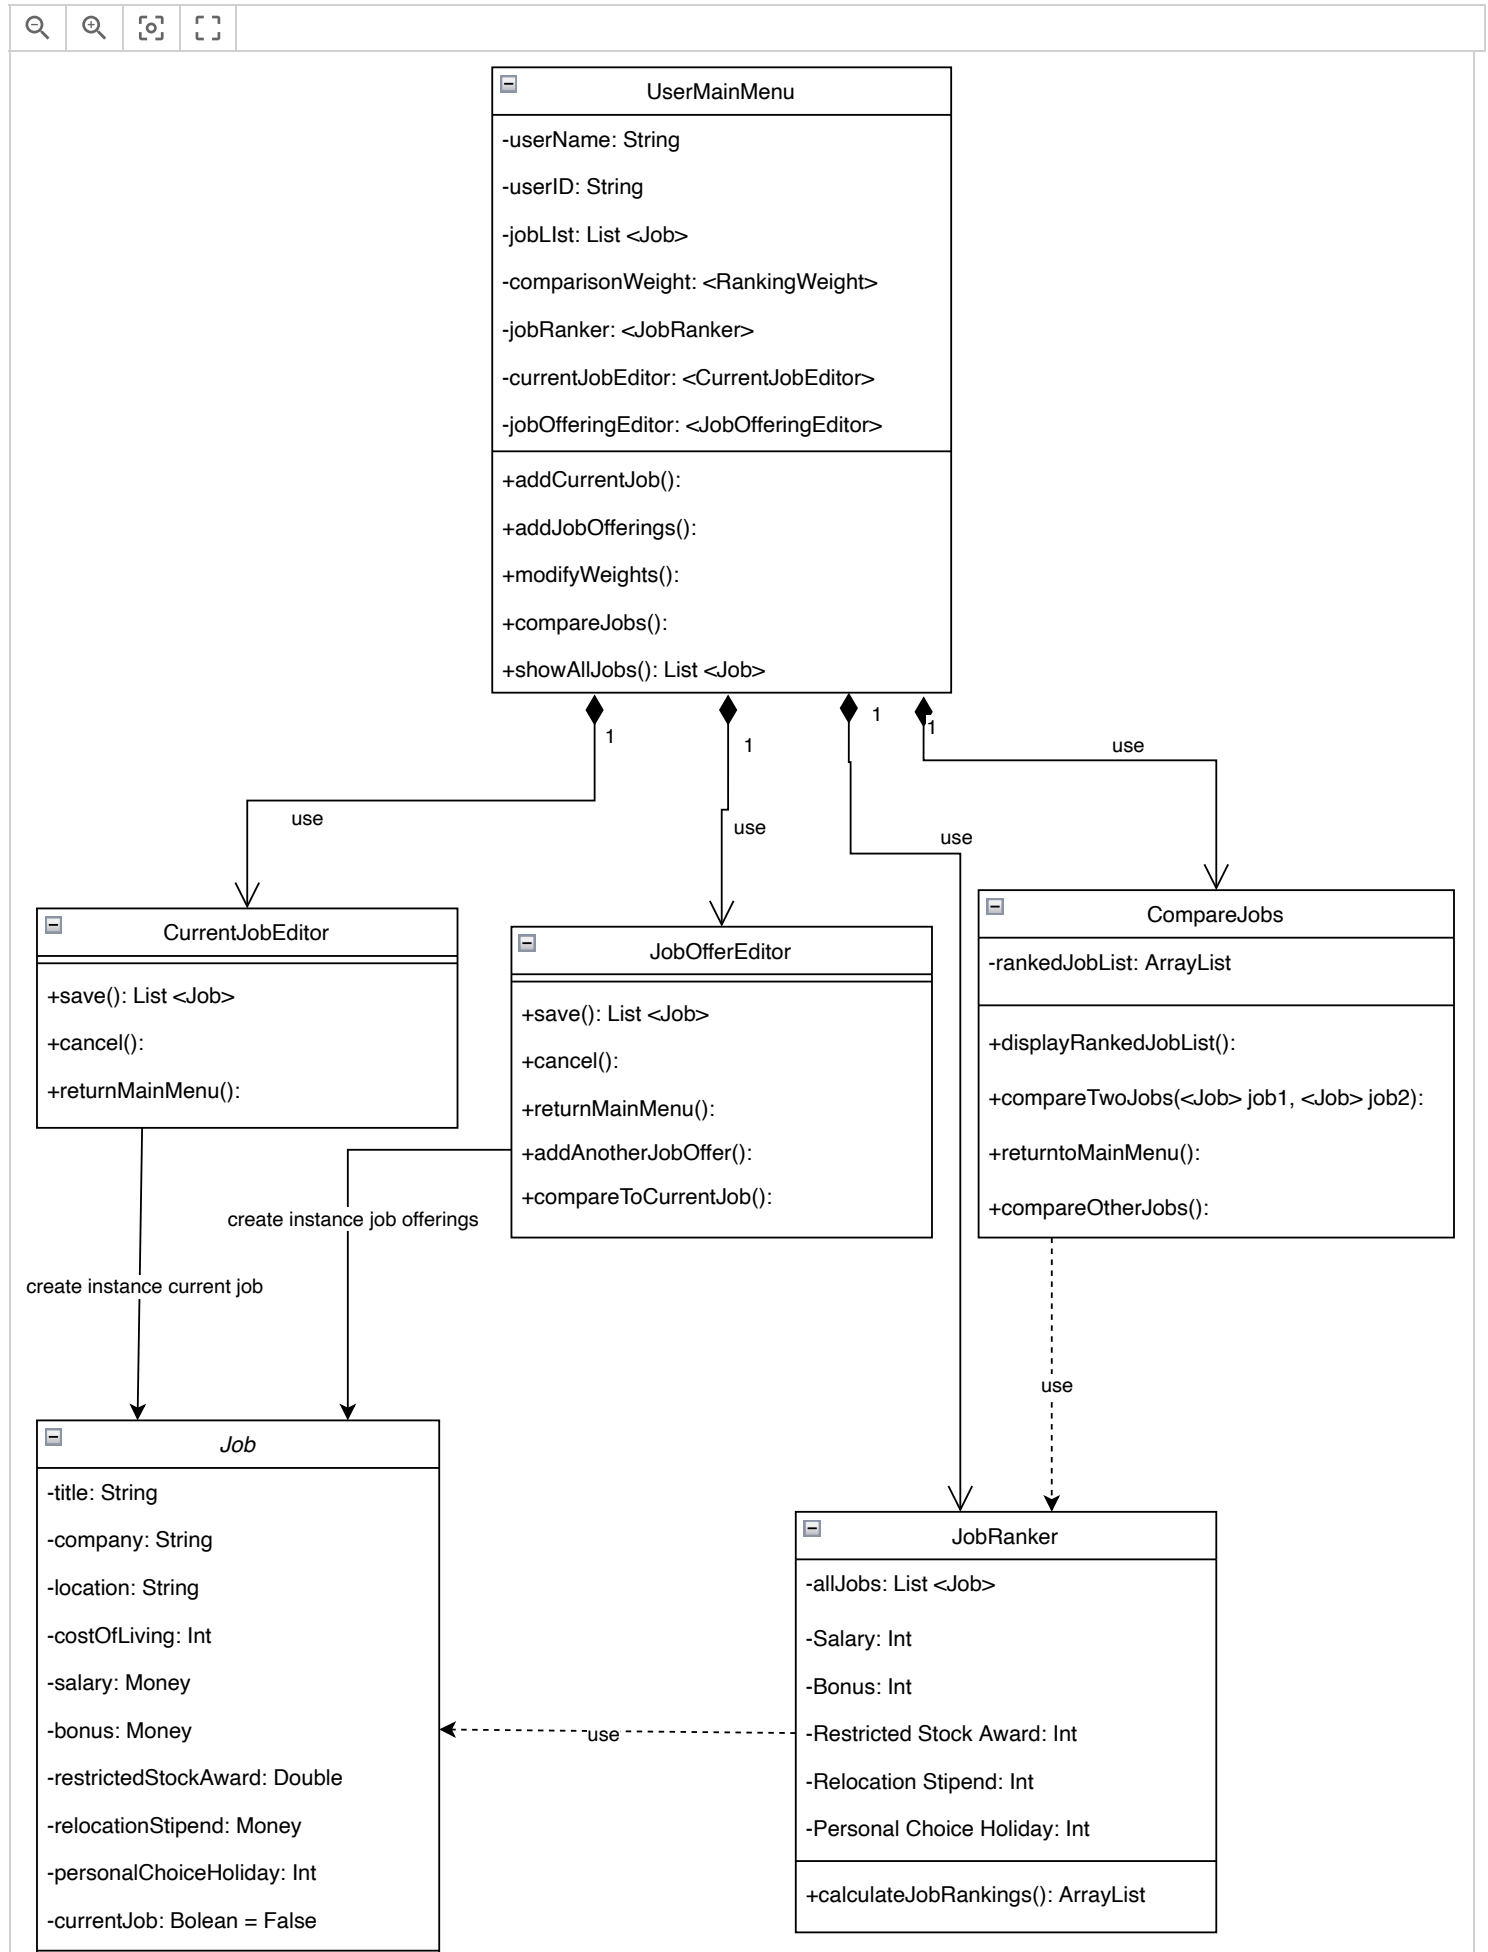 UserMainMenu
-userName: String
-userID: String
-jobLIst: List <Job>
-comparisonWeight: <RankingWeight>
-jobRanker: <JobRanker>
-currentJobEditor: <CurrentJobEditor>
-jobOfferingEditor: <JobOfferingEditor>
+addCurrentJob():
+addJobOfferings():
+modifyWeights():
+compareJobs():
+showAllJobs(): List <Job>
1
1
1
1
use
use
use
use
CurrentJobEditor
+save(): List <Job>
+cancel():
+returnMainMenu():
JobOfferEditor
+save(): List <Job>
+cancel():
+returnMainMenu():
+addAnotherJobOffer():
+compareToCurrentJob():
CompareJobs
-rankedJobList: ArrayList
+displayRankedJobList():
+compareTwoJobs(<Job> job1, <Job> job2):
+returntoMainMenu():
+compareOtherJobs():
create instance job offerings
create instance current job
use
Job
-title: String
-company: String
-location: String
-costOfLiving: Int
-salary: Money
-bonus: Money
-restrictedStockAward: Double
-relocationStipend: Money
-personalChoiceHoliday: Int
-currentJob: Bolean = False
use
JobRanker
-allJobs: List <Job>
-Salary: Int
-Bonus: Int
-Restricted Stock Award: Int
-Relocation Stipend: Int
-Personal Choice Holiday: Int
+calculateJobRankings(): ArrayList